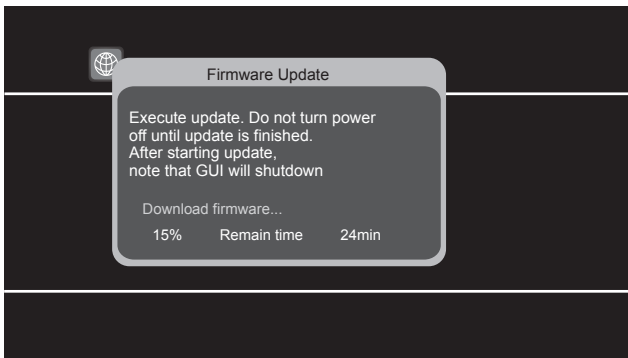 Firmware Update
Execute update. Do not turn power
off until update is finished.
After starting update,
note that GUI will shutdown
Download firmware...
15% Remain time 24min